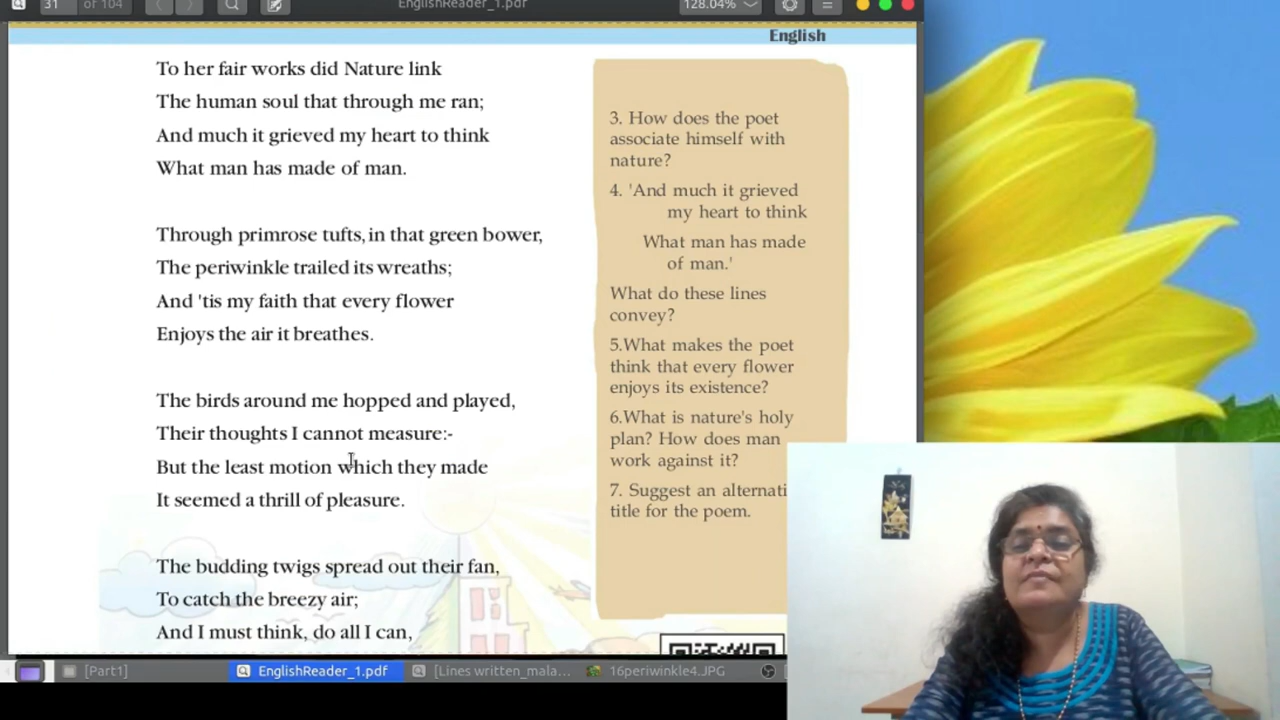 31
of 104
EnglishReader_1.pdf
128.04%
English
To her fair works did Nature link
The human soul that through me ran;
And much it grieved my heart to think
What man has made of man.
Through primrose tufts, in that green bower,
The periwinkle trailed its wreaths;
And 'tis my faith that every flower
Enjoys the air it breathes.
The birds around me hopped and played,
Their thoughts I cannot measure:-
But the least motion which they made
It seemed a thrill of pleasure.
The budding twigs spread out their fan,
To catch the breezy air;
And I must think, do all I can,
3. How does the poet
associate himself with
nature?
4. 'And much it grieved
my heart to think
What man has made
of man.'
What do these lines
convey?
5.What makes the poet
think that every flower
enjoys its existence?
6.What is nature's holy
plan? How does man
work against it?
7. Suggest an alternati
title for the poem.
[Part1]
EnglishReader_1.pdf
[Lines written_mala...
16periwinkle4.JPG